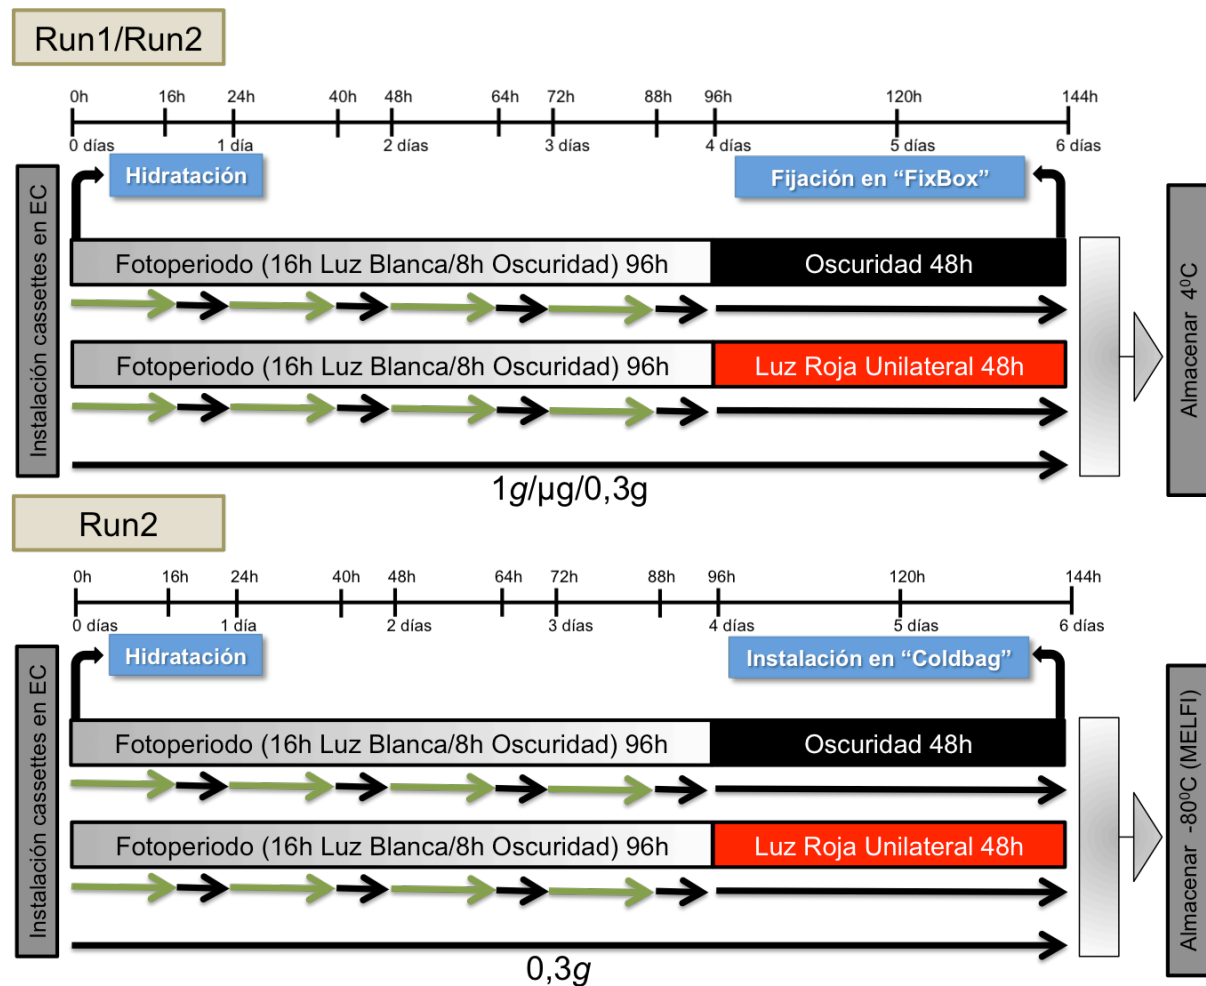 Run1/Run2
0h 16h 24h 40h 48h 64h 72h 88h 96h 120h 144h
0 días 1 día 2 días 3 días 4 días 5 días 6 días
Instalación cassettes en EC
Hidratación
Fijación en “FixBox”
Fotoperiodo (16h Luz Blanca/8h Oscuridad) 96h
Oscuridad 48h
Fotoperiodo (16h Luz Blanca/8h Oscuridad) 96h
Luz Roja Unilateral 48h
1g/µg/0,3g
Almacenar 4⁰C
Run2
0h 16h 24h 40h 48h 64h 72h 88h 96h 120h 144h
0 días 1 día 2 días 3 días 4 días 5 días 6 días
Instalación cassettes en EC
Hidratación
Instalación en “Coldbag”
Fotoperiodo (16h Luz Blanca/8h Oscuridad) 96h
Oscuridad 48h
Fotoperiodo (16h Luz Blanca/8h Oscuridad) 96h
Luz Roja Unilateral 48h
0,3g
Almacenar -80⁰C (MELFI)